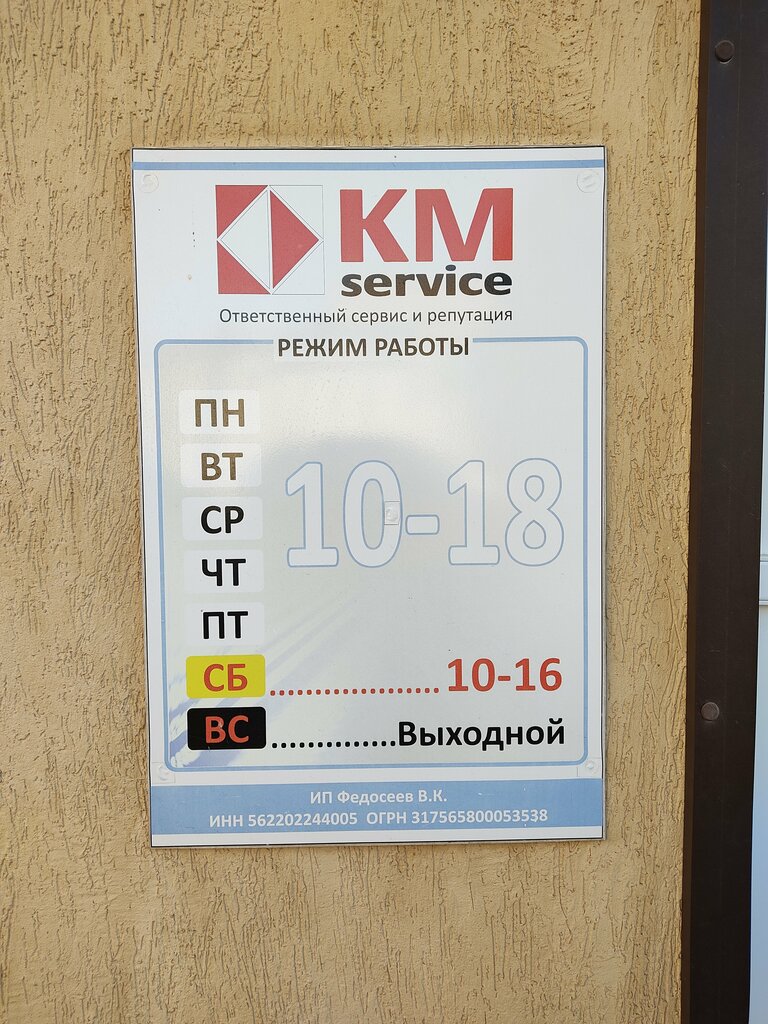 KM
service
Ответственный сервис и репутация
РЕЖИМ РАБОТЫ
ПН
ВТ
СР
ЧТ
ПТ
10-18
СБ ................... 10-16
ВС ..............Выходной
ИП Федосеев В.К.
ИНН 562202244005 ОГРН 317565800053538